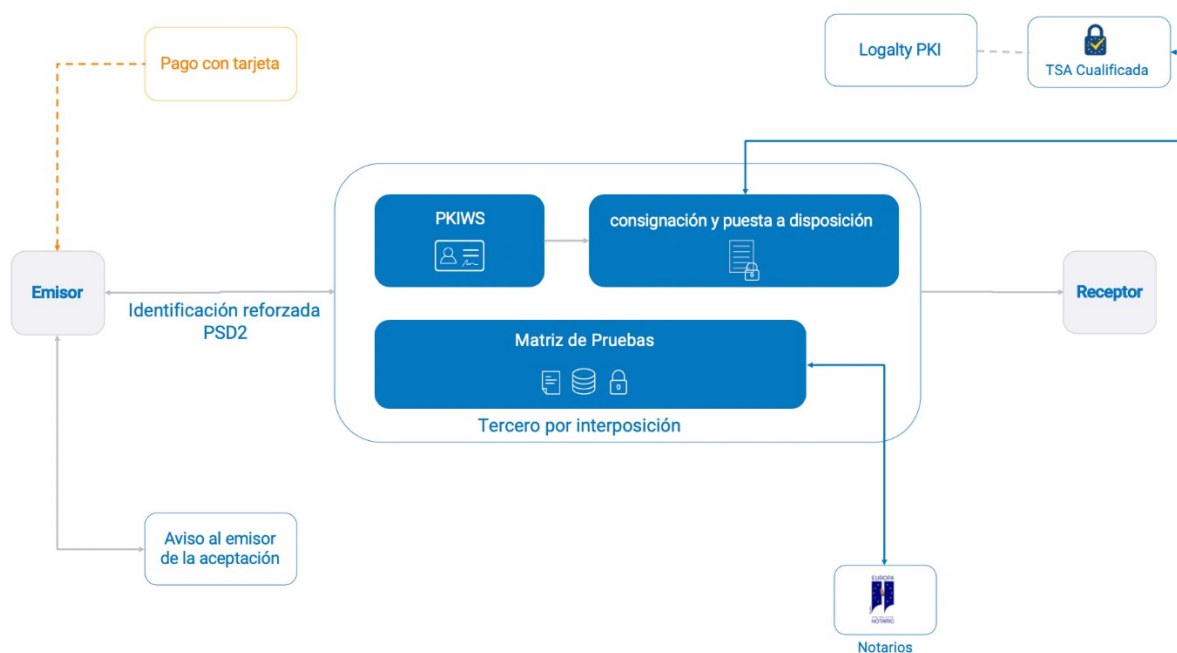 Pago con tarjeta
Logalty PKI
TSA Cualificada
PKIWS
consignación y puesta a disposición
Emisor
Identificación reforzada
PSD2
Receptor
Matriz de Pruebas
Tercero por interposición
Aviso al emisor
de la aceptación
EUROPA
NOTARIO
Notarios